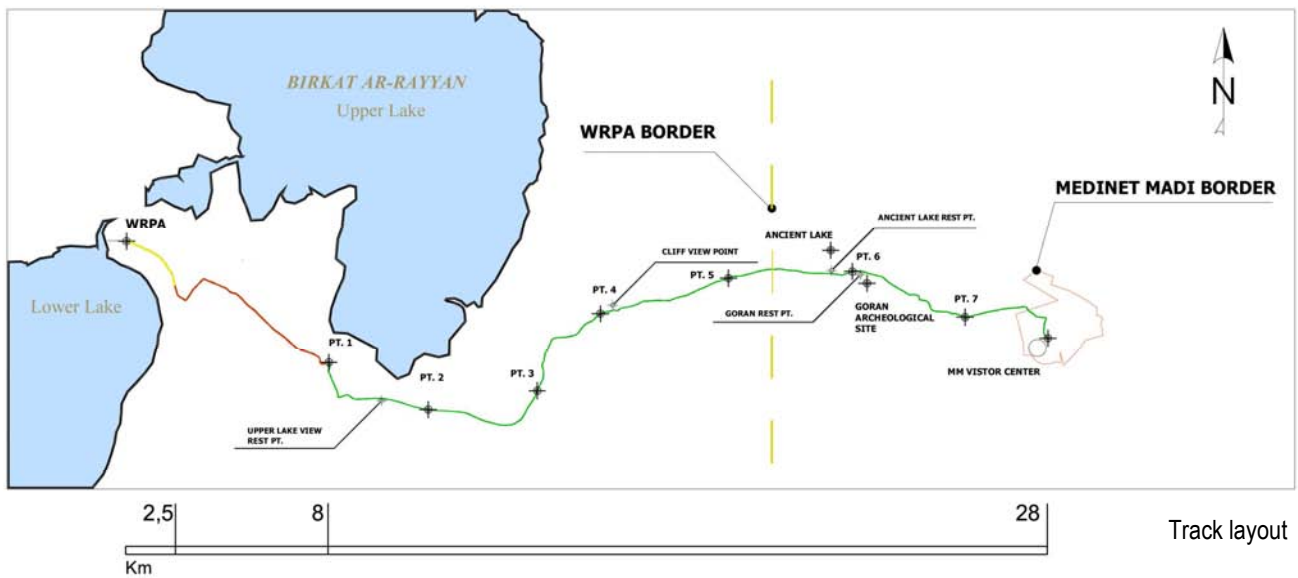 BIRKAT AR-RAYYAN
Upper Lake
N
WRPA BORDER
MEDINET MADI BORDER
WRPA
ANCIENT LAKE REST PT.
ANCIENT LAKE
CLIFF VIEW POINT
PT. 6
PT. 5
Lower Lake
PT. 4
GORAN REST PT.
GORAN
ARCHEOLOGICAL
SITE
PT. 7
PT. 1
MM VISTOR CENTER
PT. 3
PT. 2
UPPER LAKE VIEW
REST PT.
2,5
8
28
Track layout
Km